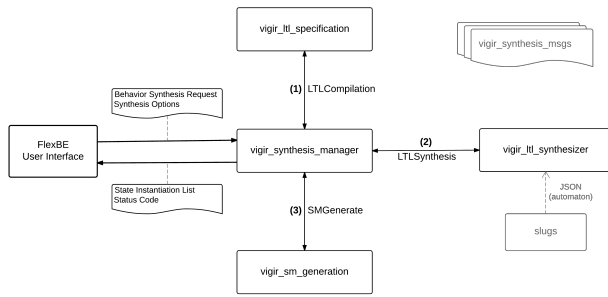 vigir_ltl_specification
vigir_synthesis_msgs
Behavior Synthesis Request
Synthesis Options
(1) LTLCompilation
FlexBE
User Interface
vigir_synthesis_manager
(2)
LTLSynthesis
vigir_ltl_synthesizer
State Instantiation List
Status Code
(3) SMGenerate
JSON
(automaton)
slugs
vigir_sm_generation